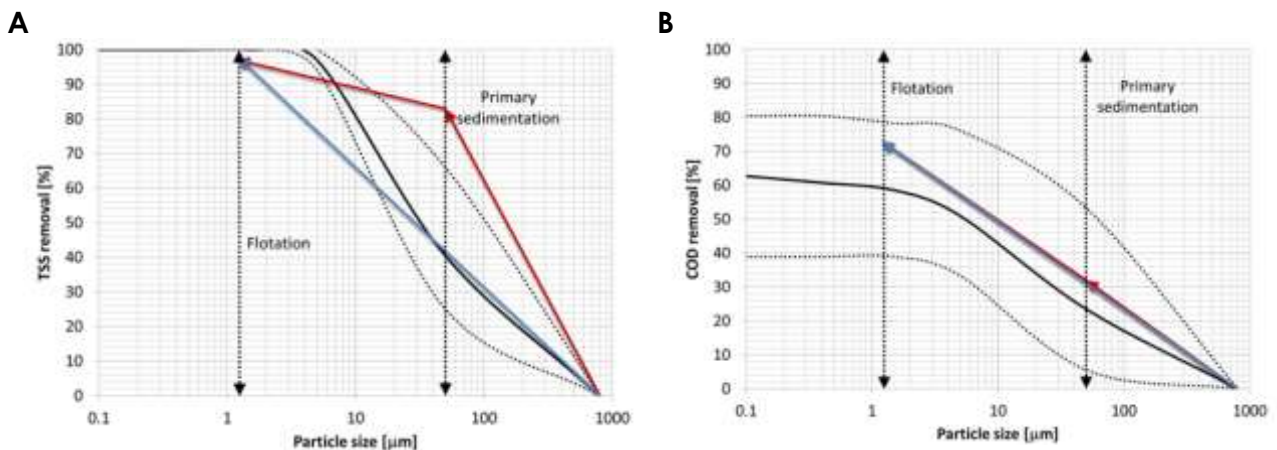 A
100
90
80
70
60
50
40
30
20
10
0
TSS removal [%]
Flotation
Primary
sedimentation
0.1
1
10
100
1000
Particle size [µm]
B
100
90
80
70
60
50
40
30
20
10
0
COD removal [%]
Flotation
Primary
sedimentation
0.1
1
10
100
1000
Particle size [µm]